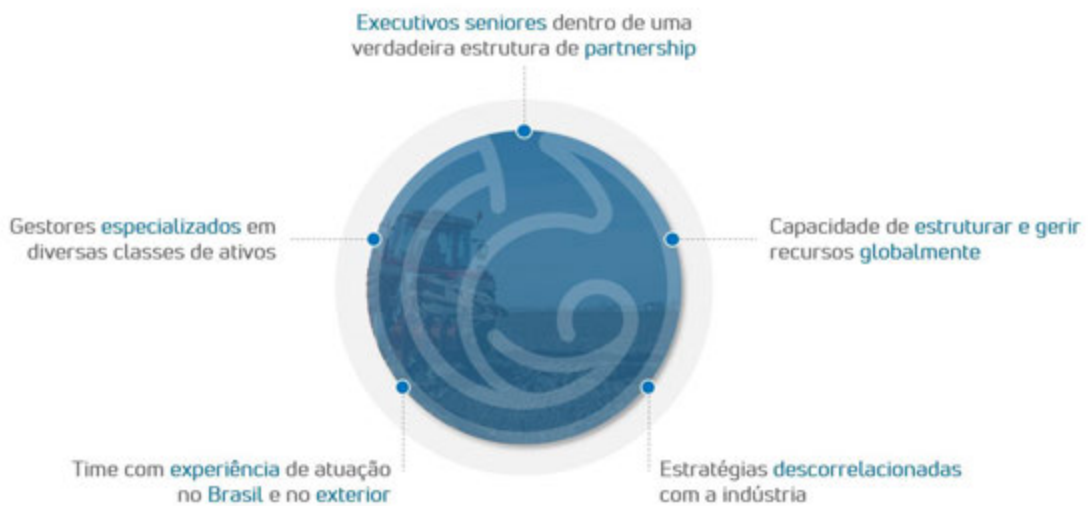 Executivos seniores dentro de uma
verdadeira estrutura de partnership
Gestores especializados em
diversas classes de ativos
Capacidade de estruturar e gerir
recursos globalmente
Time com experiência de atuação
no Brasil e no exterior
Estratégias descorrelacionadas
com a indústria